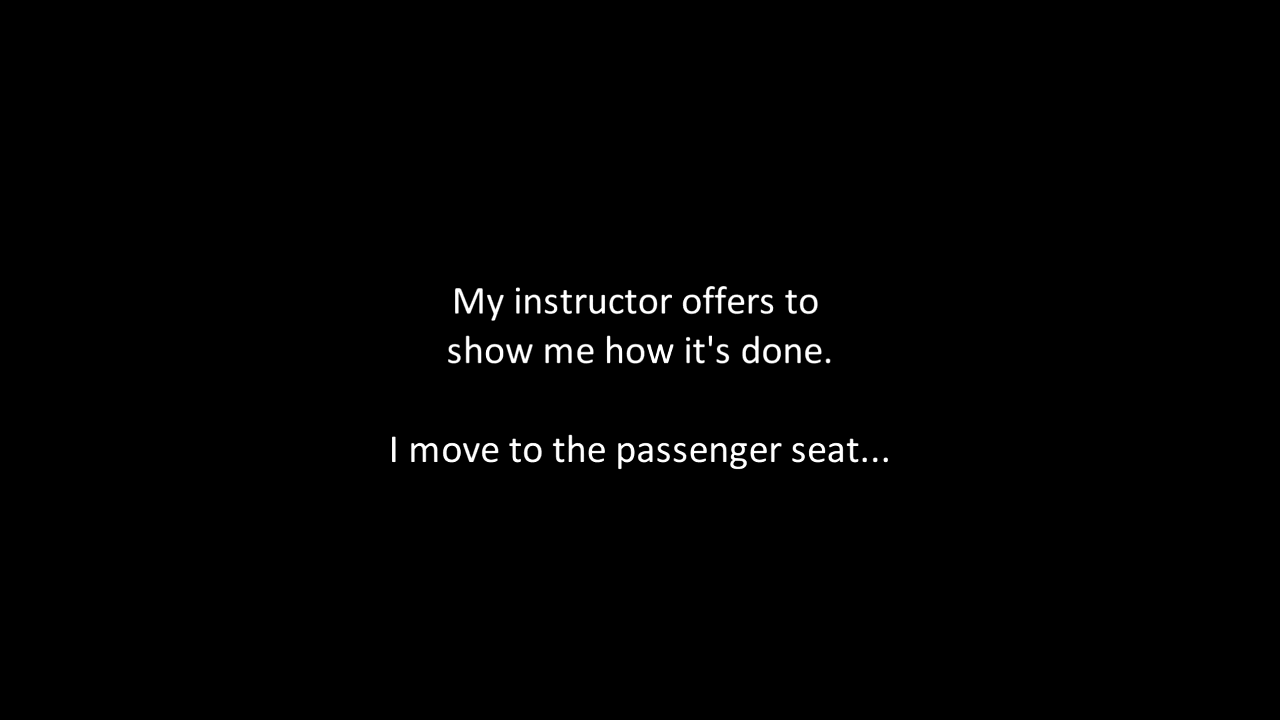 My instructor offers to
show me how it's done.
I move to the passenger seat...